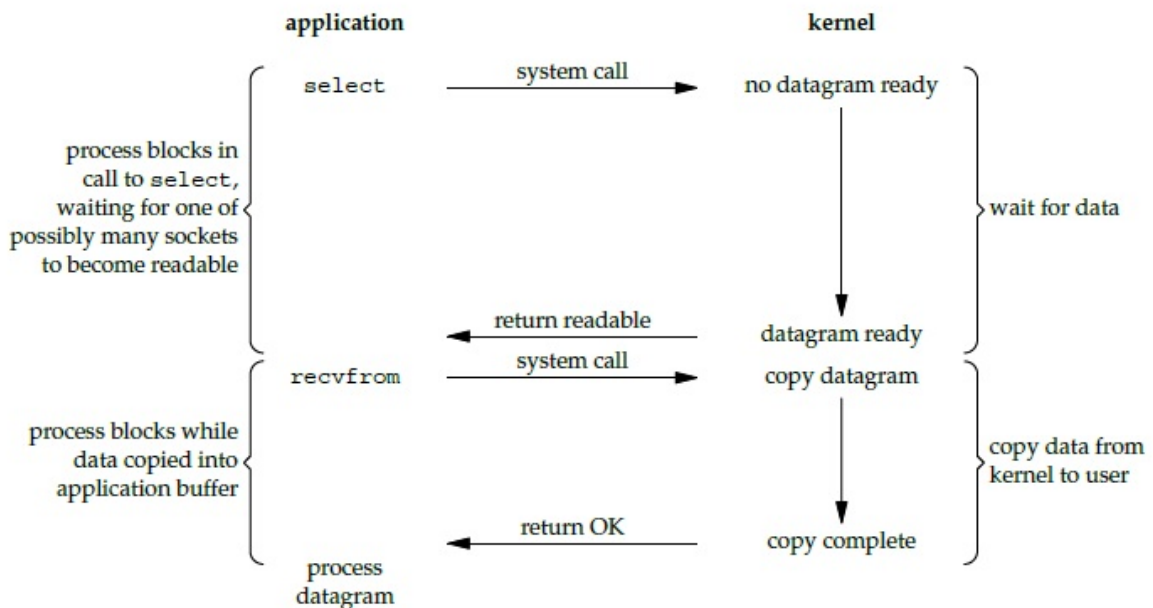 application
kernel
select
system call
no datagram ready
process blocks in
call to select,
waiting for one of
possibly many sockets
to become readable
wait for data
return readable
datagram ready
recvfrom
system call
copy datagram
process blocks while
data copied into
application buffer
copy data from
kernel to user
return OK
copy complete
process
datagram